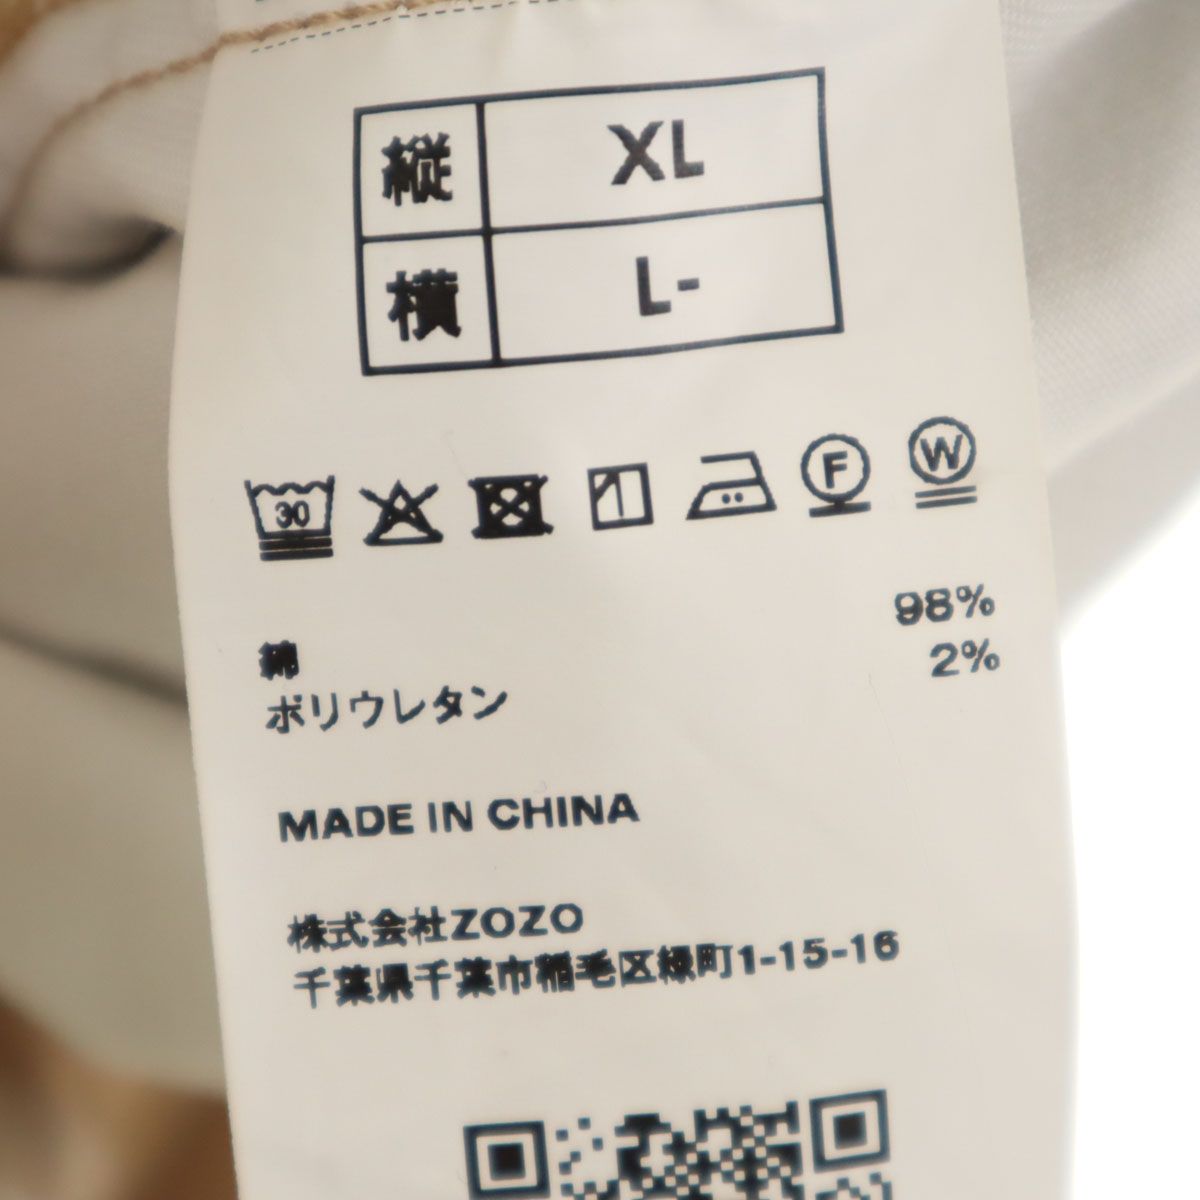 縦 XL
横 L-
30 F W
綿 98%
ポリウレタン 2%
MADE IN CHINA
株式会社ZOZO
千葉県千葉市稲毛区緑町1-15-16